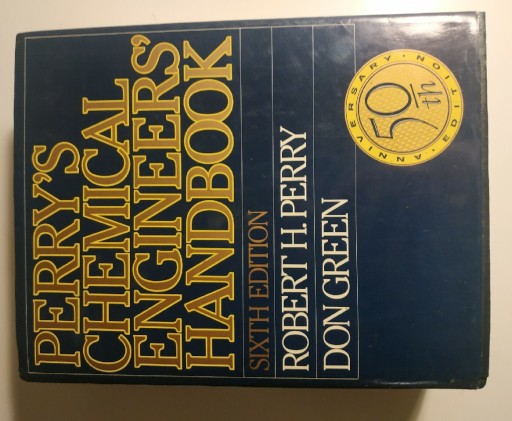 PERRY'S
CHEMICAL
ENGINEERS'
HANDBOOK
SIXTH EDITION
ROBERT H. PERRY
DON GREEN
50th
ANNIVERSARY · EDITION ·